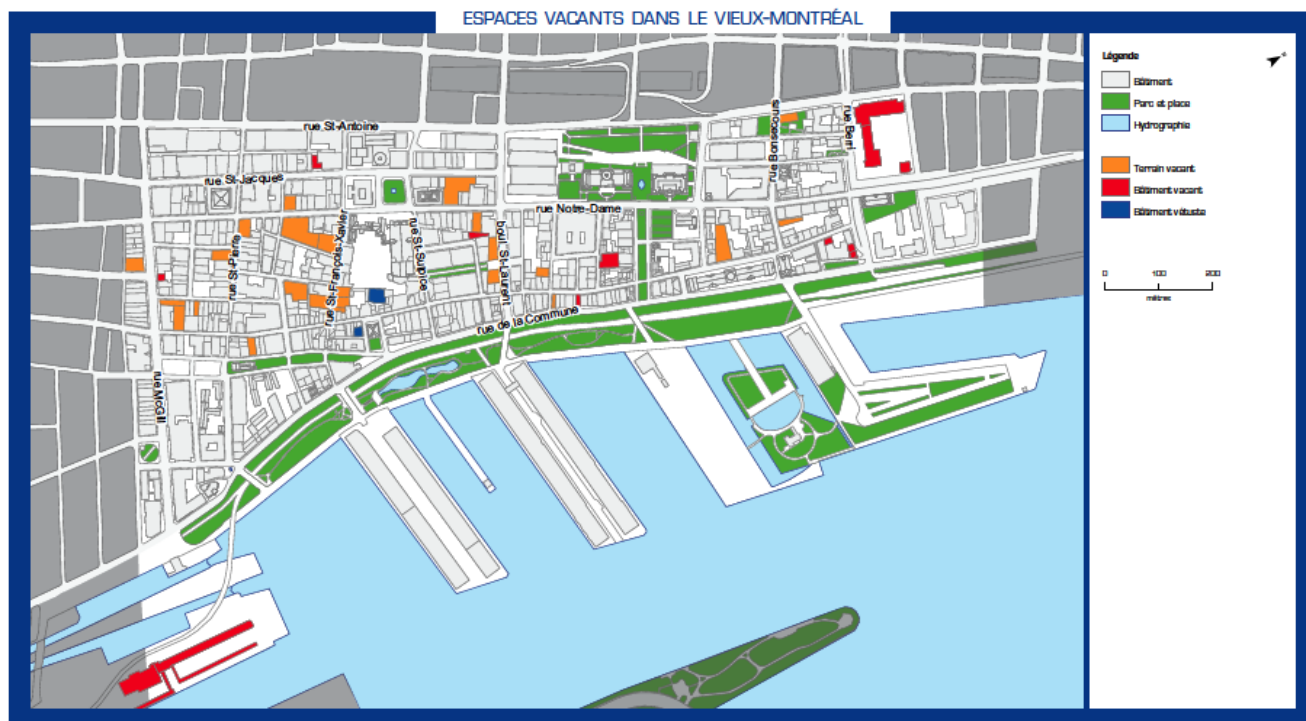 ESPACES VACANTS DANS LE VIEUX-MONTRÉAL
Légende
Bâtiment
Parc et place
Hydrographie
Terrain vacant
Bâtiment vacant
Bâtiment vétuste
0 100 200
mètres
rue St-Antoine
rue St-Jacques
rue Notre-Dame
rue Bonsecours
rue Berri
rue St-Pierre
rue St-François-Xavier
rue St-Sulpice
boul. St-Laurent
rue de la Commune
rue McGill